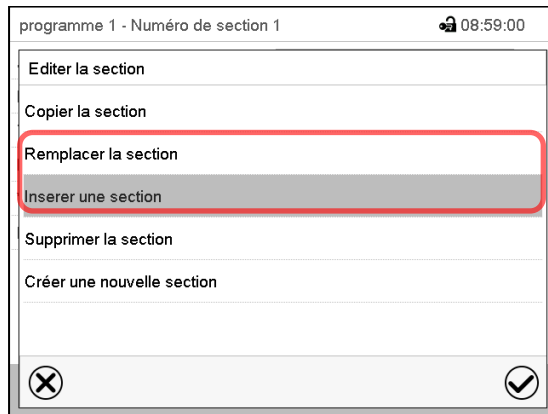 programme 1 - Numéro de section 1 08:59:00
Editer la section
Copier la section
Remplacer la section
Inserer une section
Supprimer la section
Créer une nouvelle section